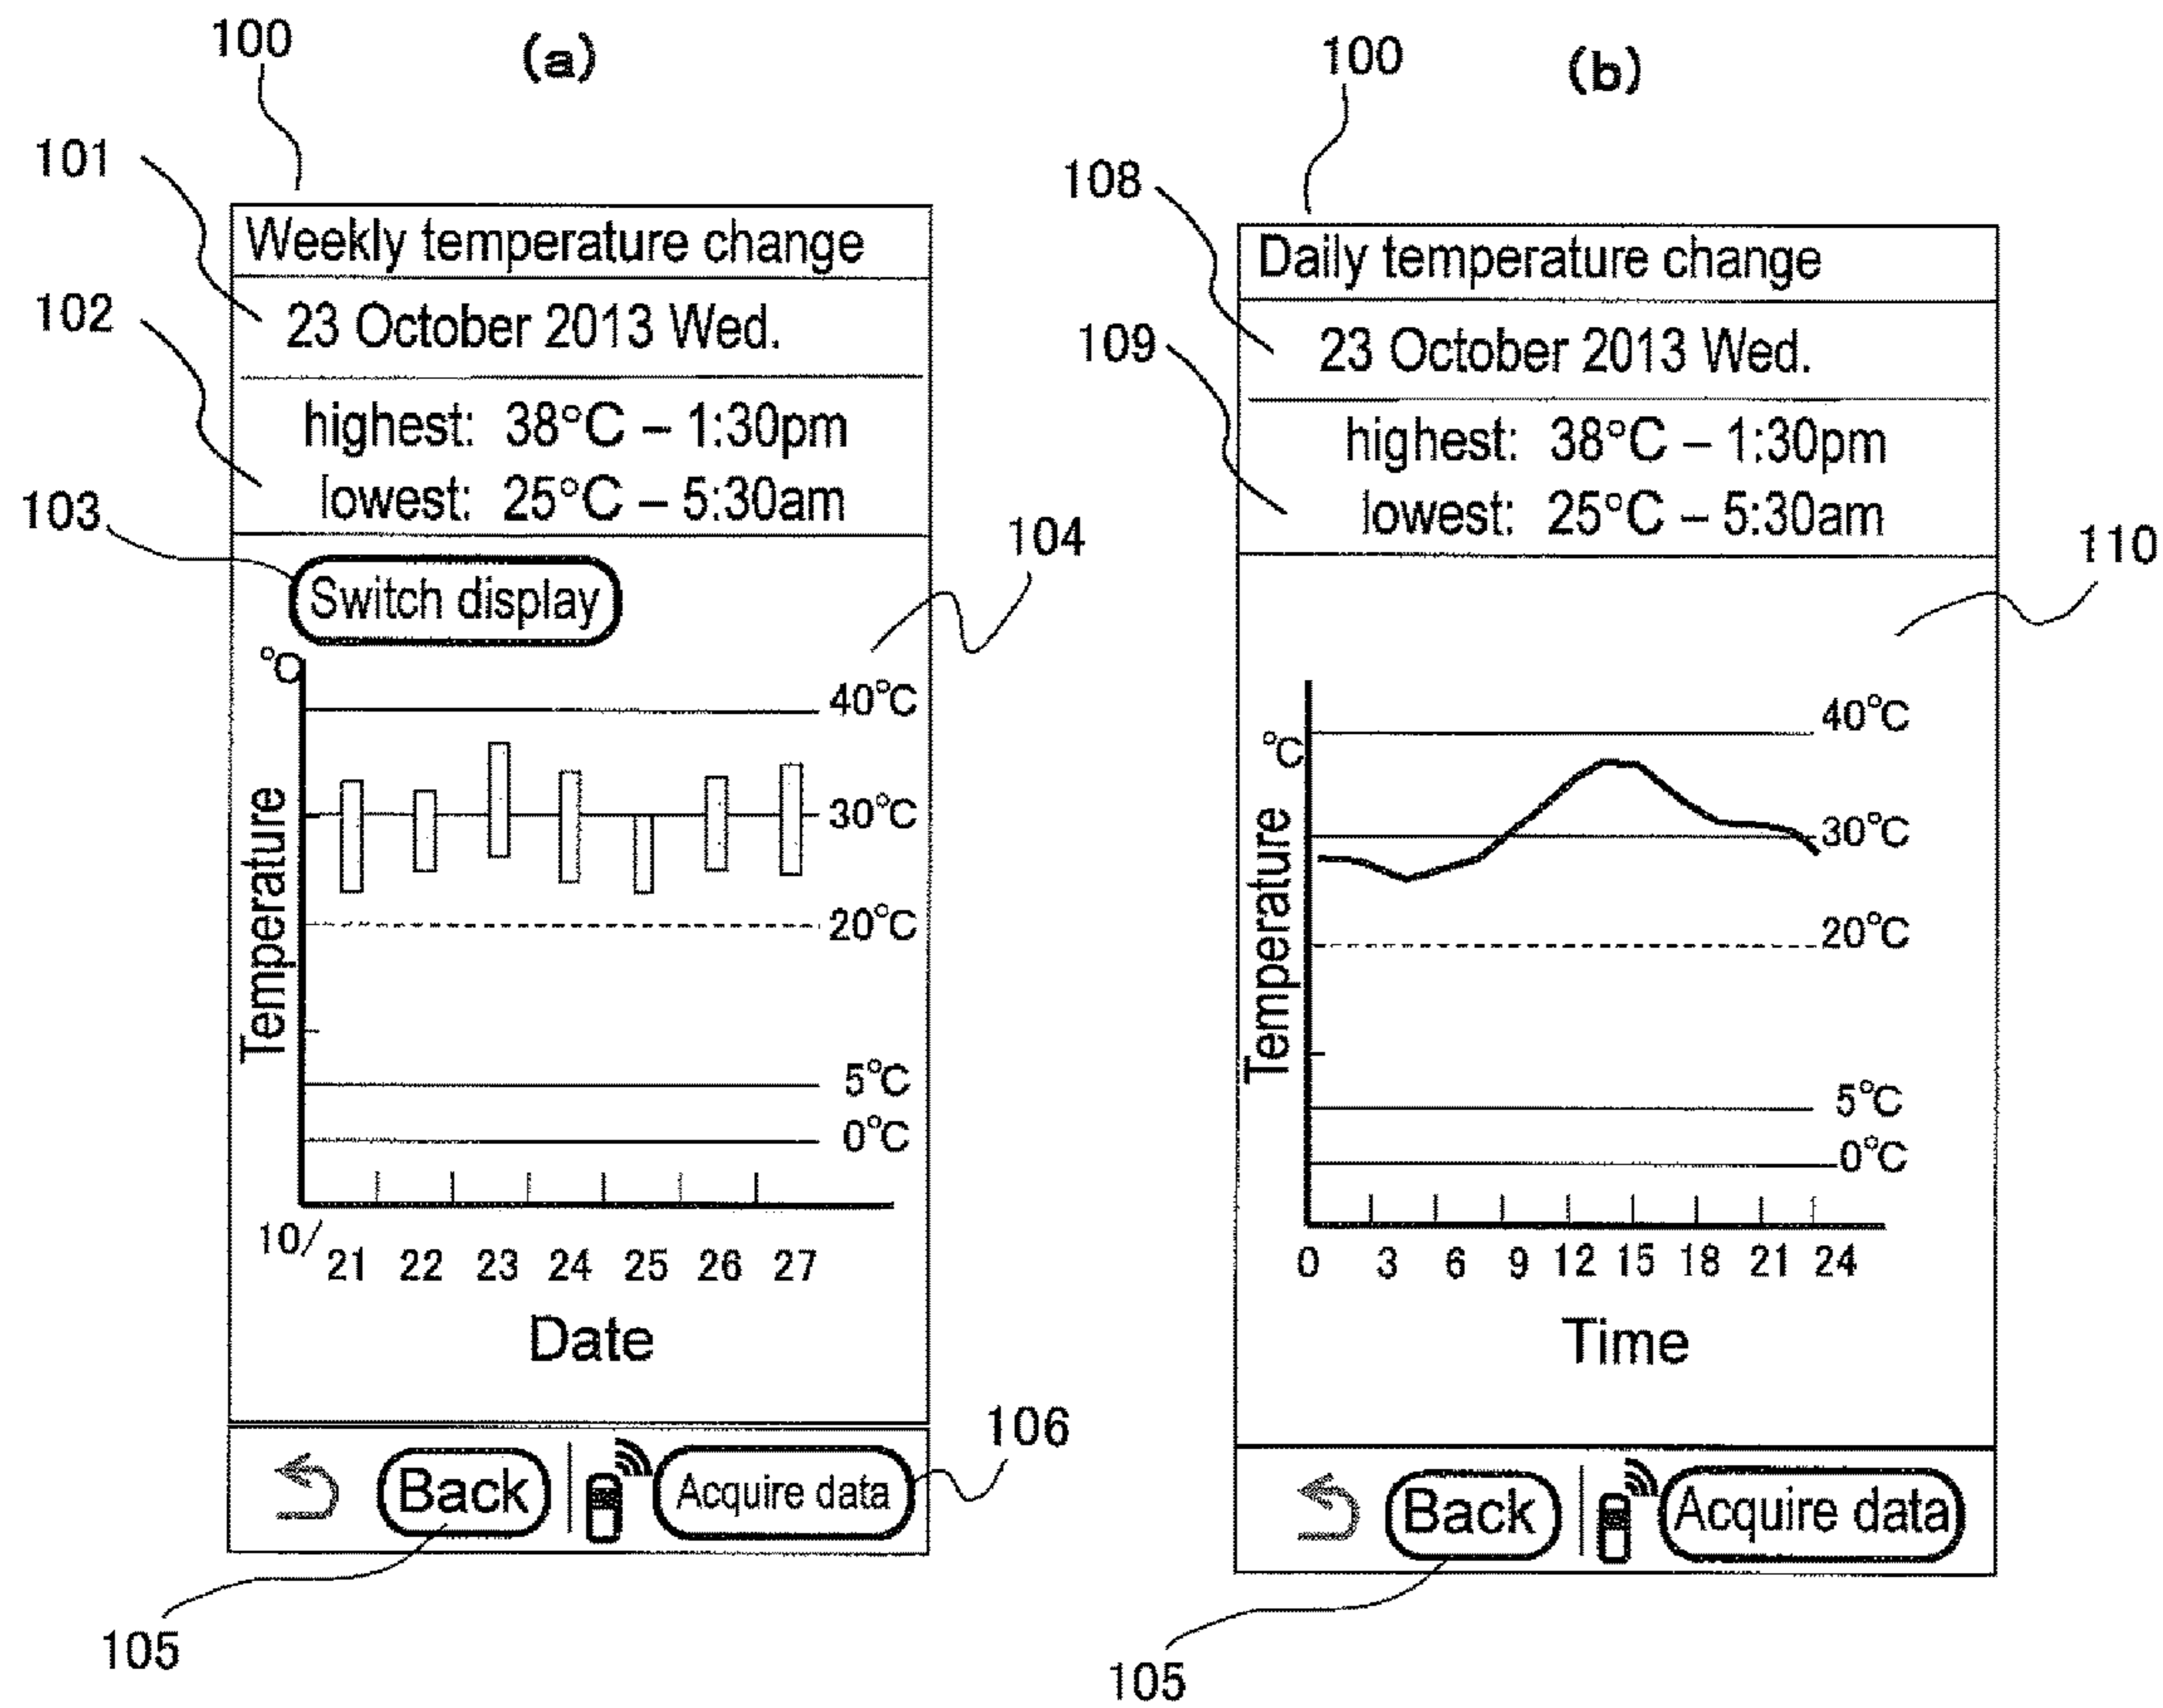 (a)
100
101
102
103
104
Weekly temperature change
23 October 2013 Wed.
highest: 38°C – 1:30pm
lowest: 25°C – 5:30am
Switch display
°C
Temperature
40°C
30°C
20°C
5°C
0°C
10/ 21 22 23 24 25 26 27
Date
Back
Acquire data
106
105
(b)
100
108
109
110
Daily temperature change
23 October 2013 Wed.
highest: 38°C – 1:30pm
lowest: 25°C – 5:30am
°C
Temperature
40°C
30°C
20°C
5°C
0°C
0 3 6 9 12 15 18 21 24
Time
Back
Acquire data
105